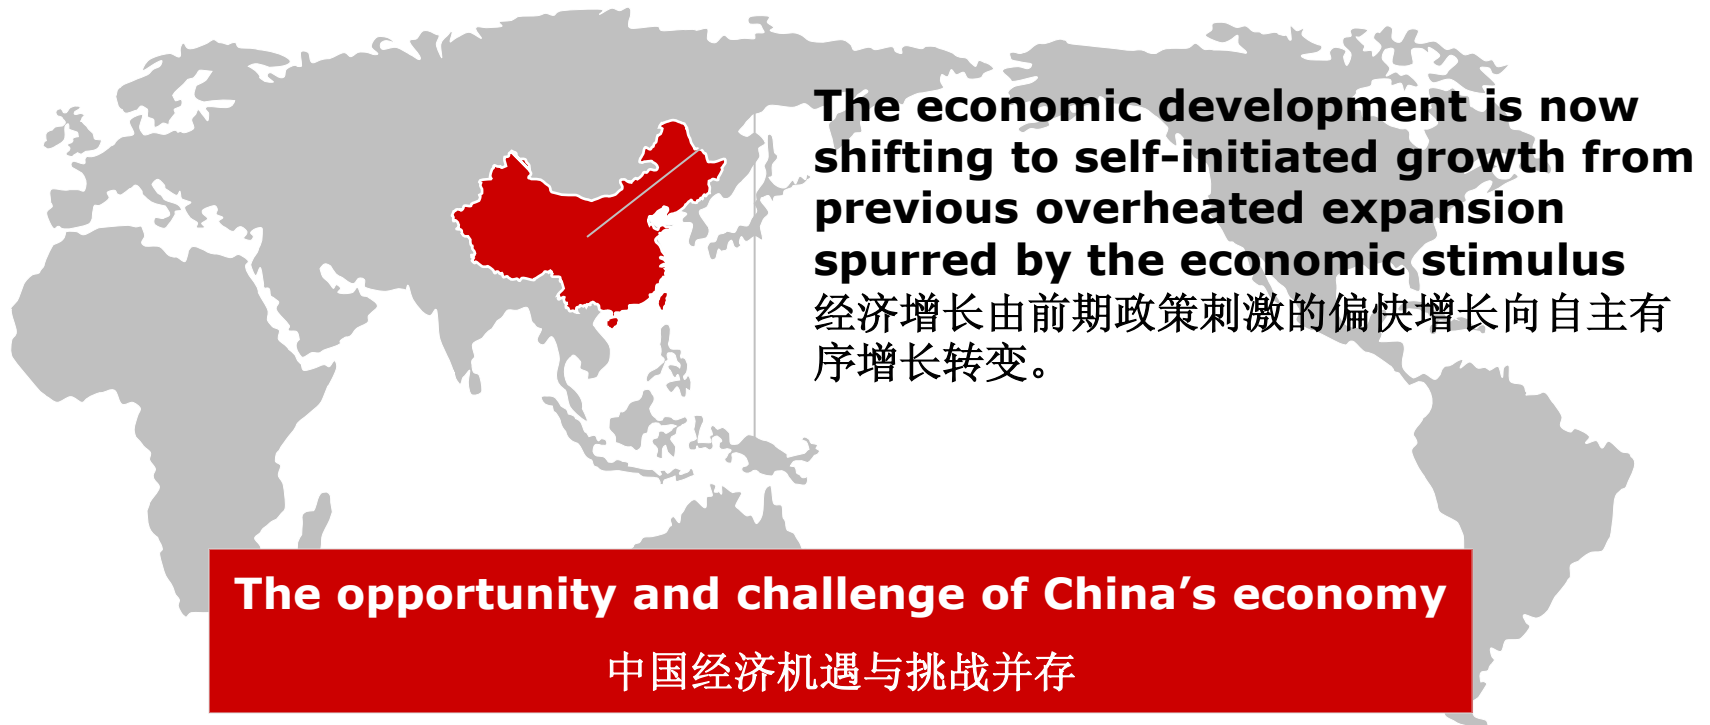 The economic development is now
shifting to self-initiated growth from
previous overheated expansion
spurred by the economic stimulus
经济增长由前期政策刺激的偏快增长向自主有
序增长转变。
The opportunity and challenge of China’s economy
中国经济机遇与挑战并存